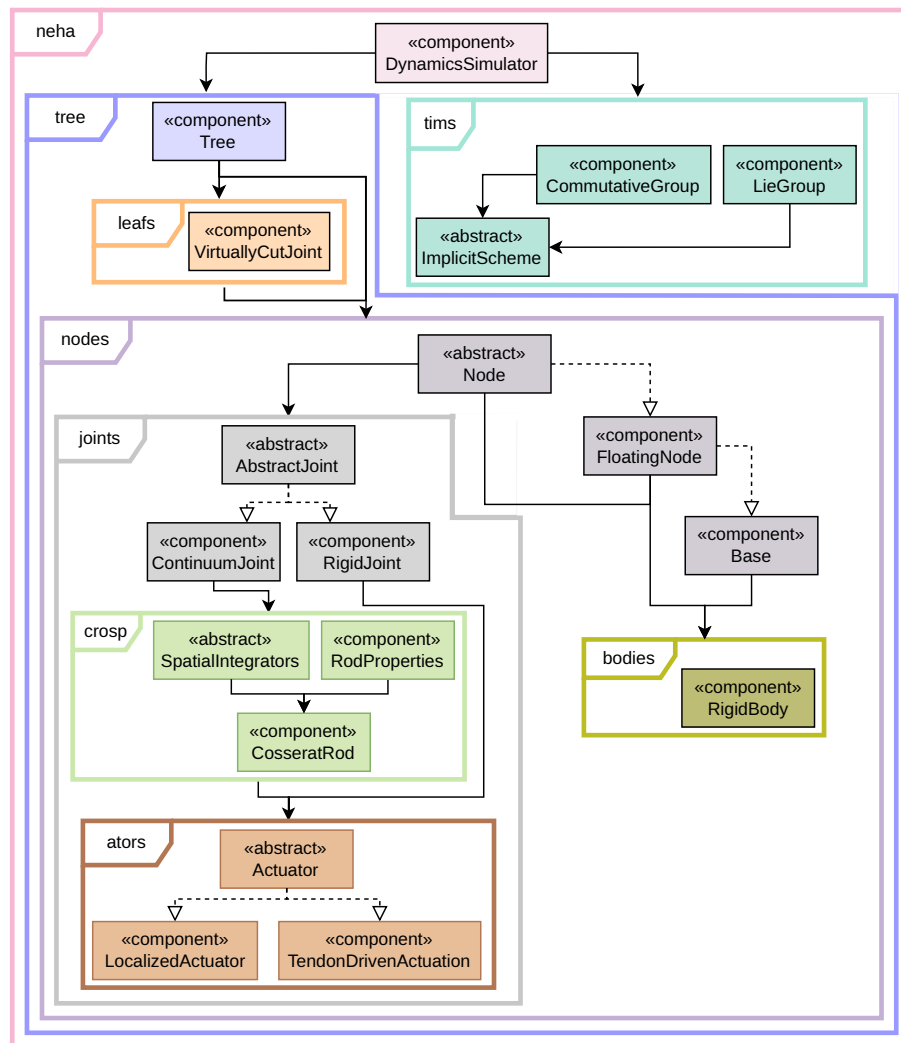 neha
«component»
DynamicsSimulator
tree
«component»
Tree
tims
«component»
CommutativeGroup
«component»
LieGroup
«abstract»
ImplicitScheme
leafs
«component»
VirtuallyCutJoint
nodes
«abstract»
Node
«component»
FloatingNode
«component»
Base
joints
«abstract»
AbstractJoint
«component»
ContinuumJoint
«component»
RigidJoint
crosp
«abstract»
SpatialIntegrators
«component»
RodProperties
«component»
CosseratRod
bodies
«component»
RigidBody
ators
«abstract»
Actuator
«component»
LocalizedActuator
«component»
TendonDrivenActuation